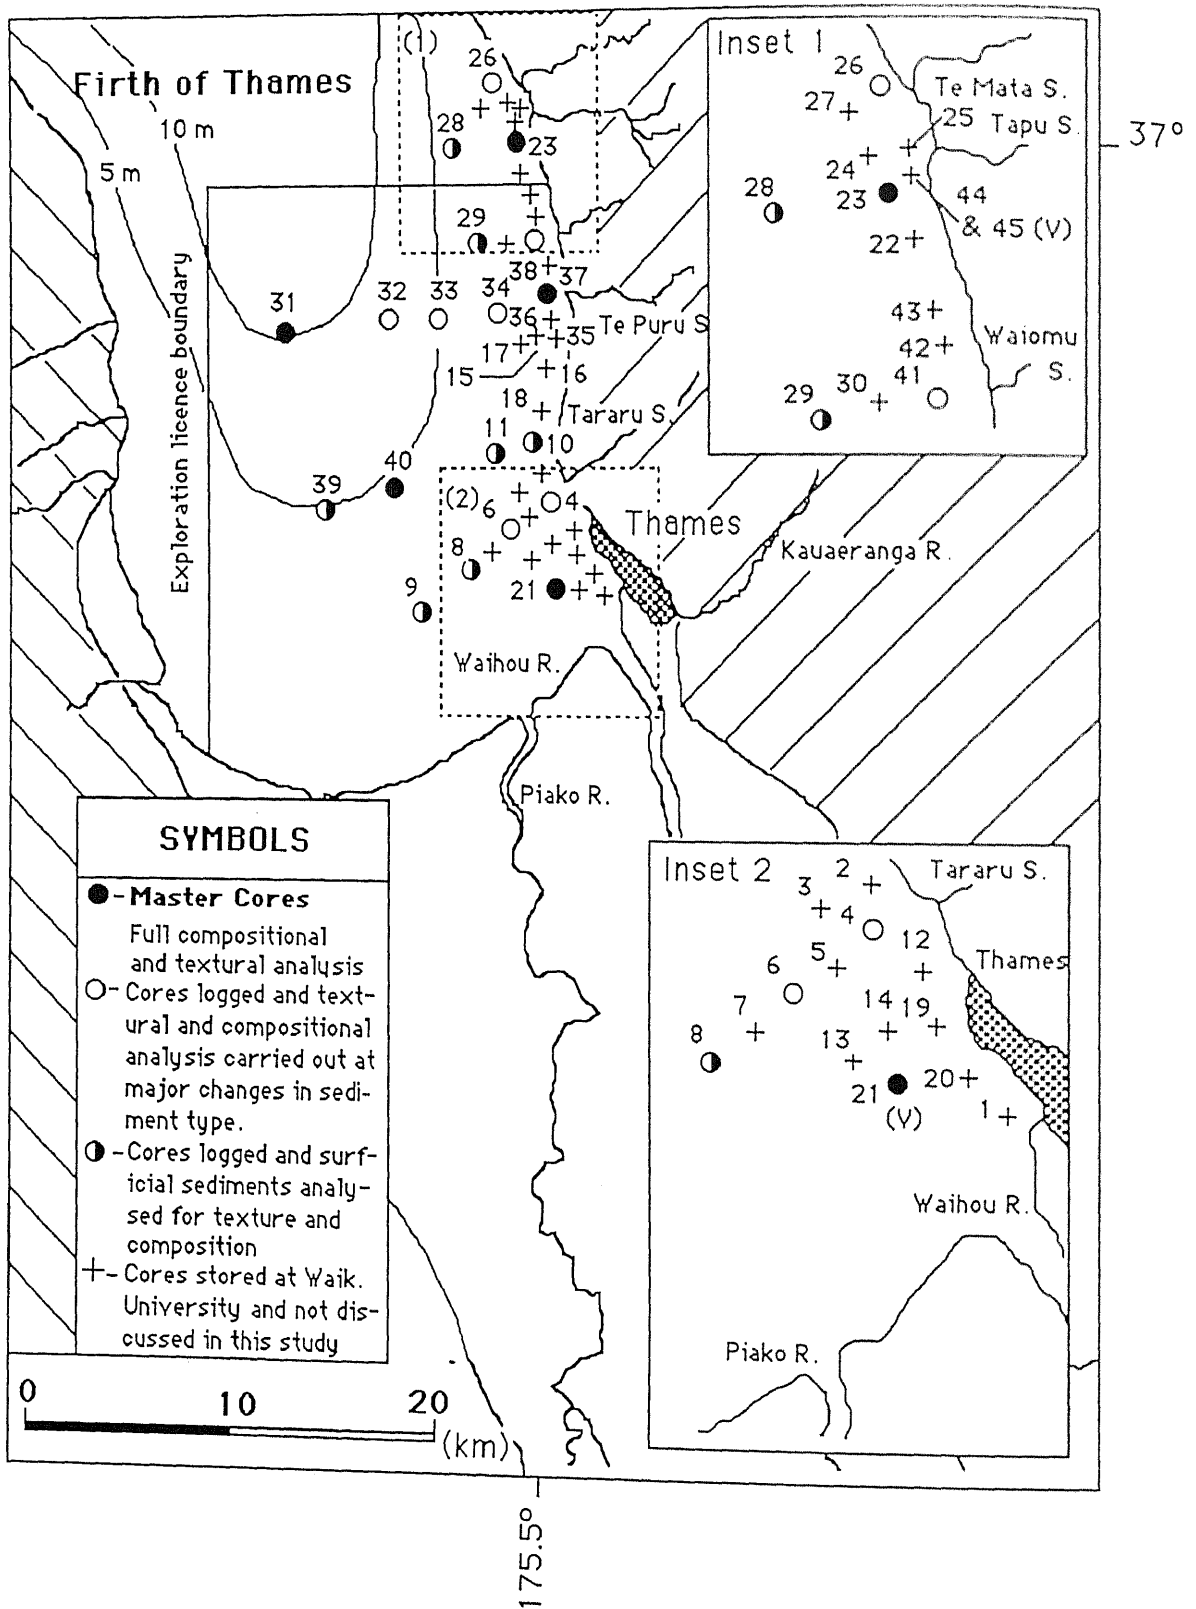 Firth of Thames
10 m
5 m
(1)
26
28
23
29
38
37
31
32
33
34
36
35
Te Puru S
17
15
16
18
Tararu S.
11
10
40
39
(2)
4
6
Thames
8
Kauaeranga R.
9
21
Waihou R.
Piako R.
Exploration licence boundary
37°
175.5°
Inset 1
26
Te Mata S.
27
25
Tapu S.
24
28
23
44
& 45 (V)
22
43
Waiomu
S.
42
41
30
29
Inset 2
2
Tararu S.
3
4
12
5
Thames
6
7
14
19
8
13
21
(V)
20
1
Waihou R.
Piako R.
SYMBOLS
- Master Cores
Full compositional
and textural analysis
- Cores logged and text-
ural and compositional
analysis carried out at
major changes in sedi-
ment type.
- Cores logged and surf-
icial sediments analy-
sed for texture and
composition
- Cores stored at Waik.
University and not dis-
cussed in this study
0
10
20
(km)